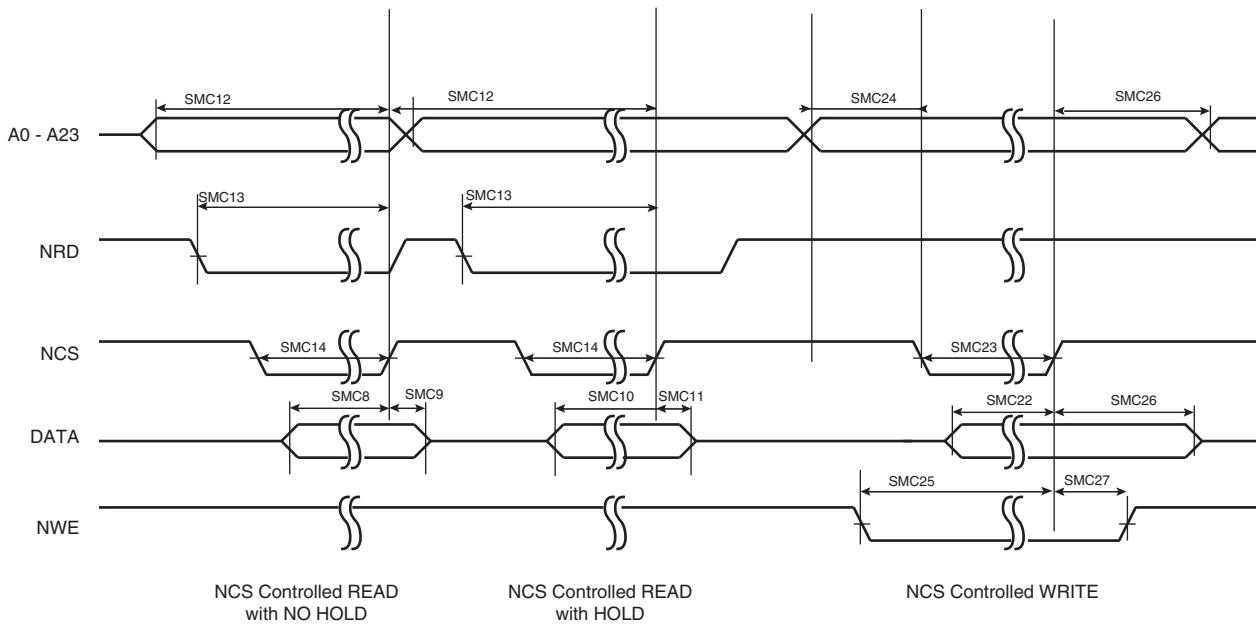 SMC12
SMC12
SMC24
SMC26
A0 - A23
SMC13
SMC13
NRD
NCS
SMC14
SMC14
SMC23
SMC8
SMC9
SMC10
SMC11
SMC22
SMC26
DATA
SMC25
SMC27
NWE
NCS Controlled READ
with NO HOLD
NCS Controlled READ
with HOLD
NCS Controlled WRITE